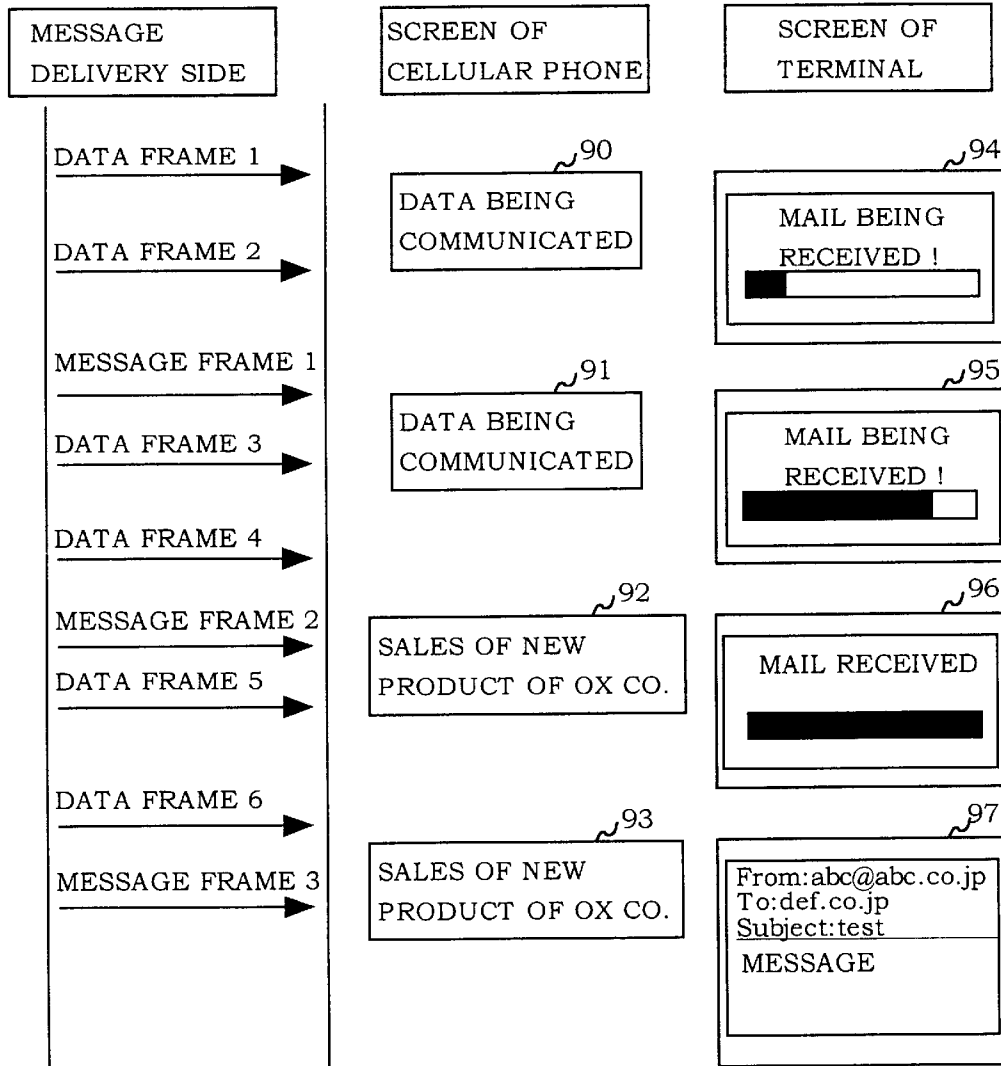 MESSAGE
DELIVERY SIDE
SCREEN OF
CELLULAR PHONE
SCREEN OF
TERMINAL
DATA FRAME 1
DATA FRAME 2
MESSAGE FRAME 1
DATA FRAME 3
DATA FRAME 4
MESSAGE FRAME 2
DATA FRAME 5
DATA FRAME 6
MESSAGE FRAME 3
90
DATA BEING
COMMUNICATED
91
DATA BEING
COMMUNICATED
92
SALES OF NEW
PRODUCT OF OX CO.
93
SALES OF NEW
PRODUCT OF OX CO.
94
MAIL BEING
RECEIVED !
95
MAIL BEING
RECEIVED !
96
MAIL RECEIVED
97
From:abc@abc.co.jp
To:def.co.jp
Subject:test
MESSAGE